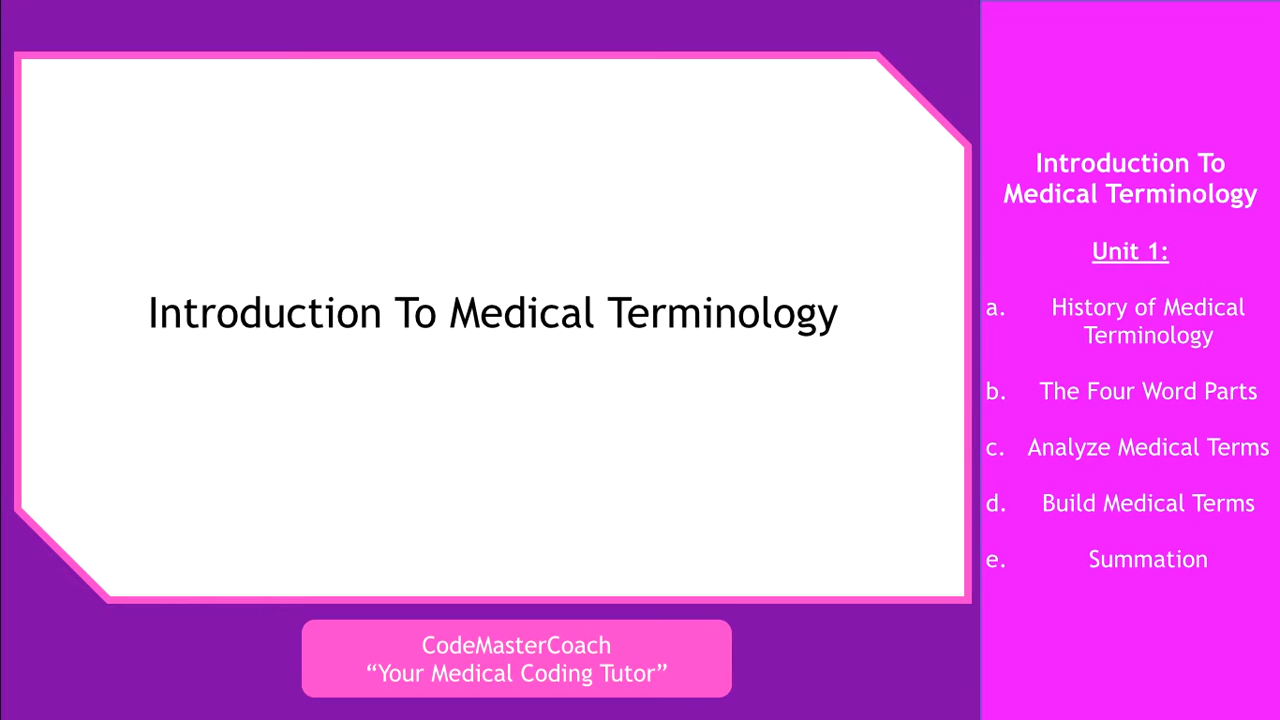 Introduction To Medical Terminology
CodeMasterCoach
“Your Medical Coding Tutor”
Introduction To
Medical Terminology
Unit 1:
a. History of Medical
Terminology
b. The Four Word Parts
c. Analyze Medical Terms
d. Build Medical Terms
e. Summation